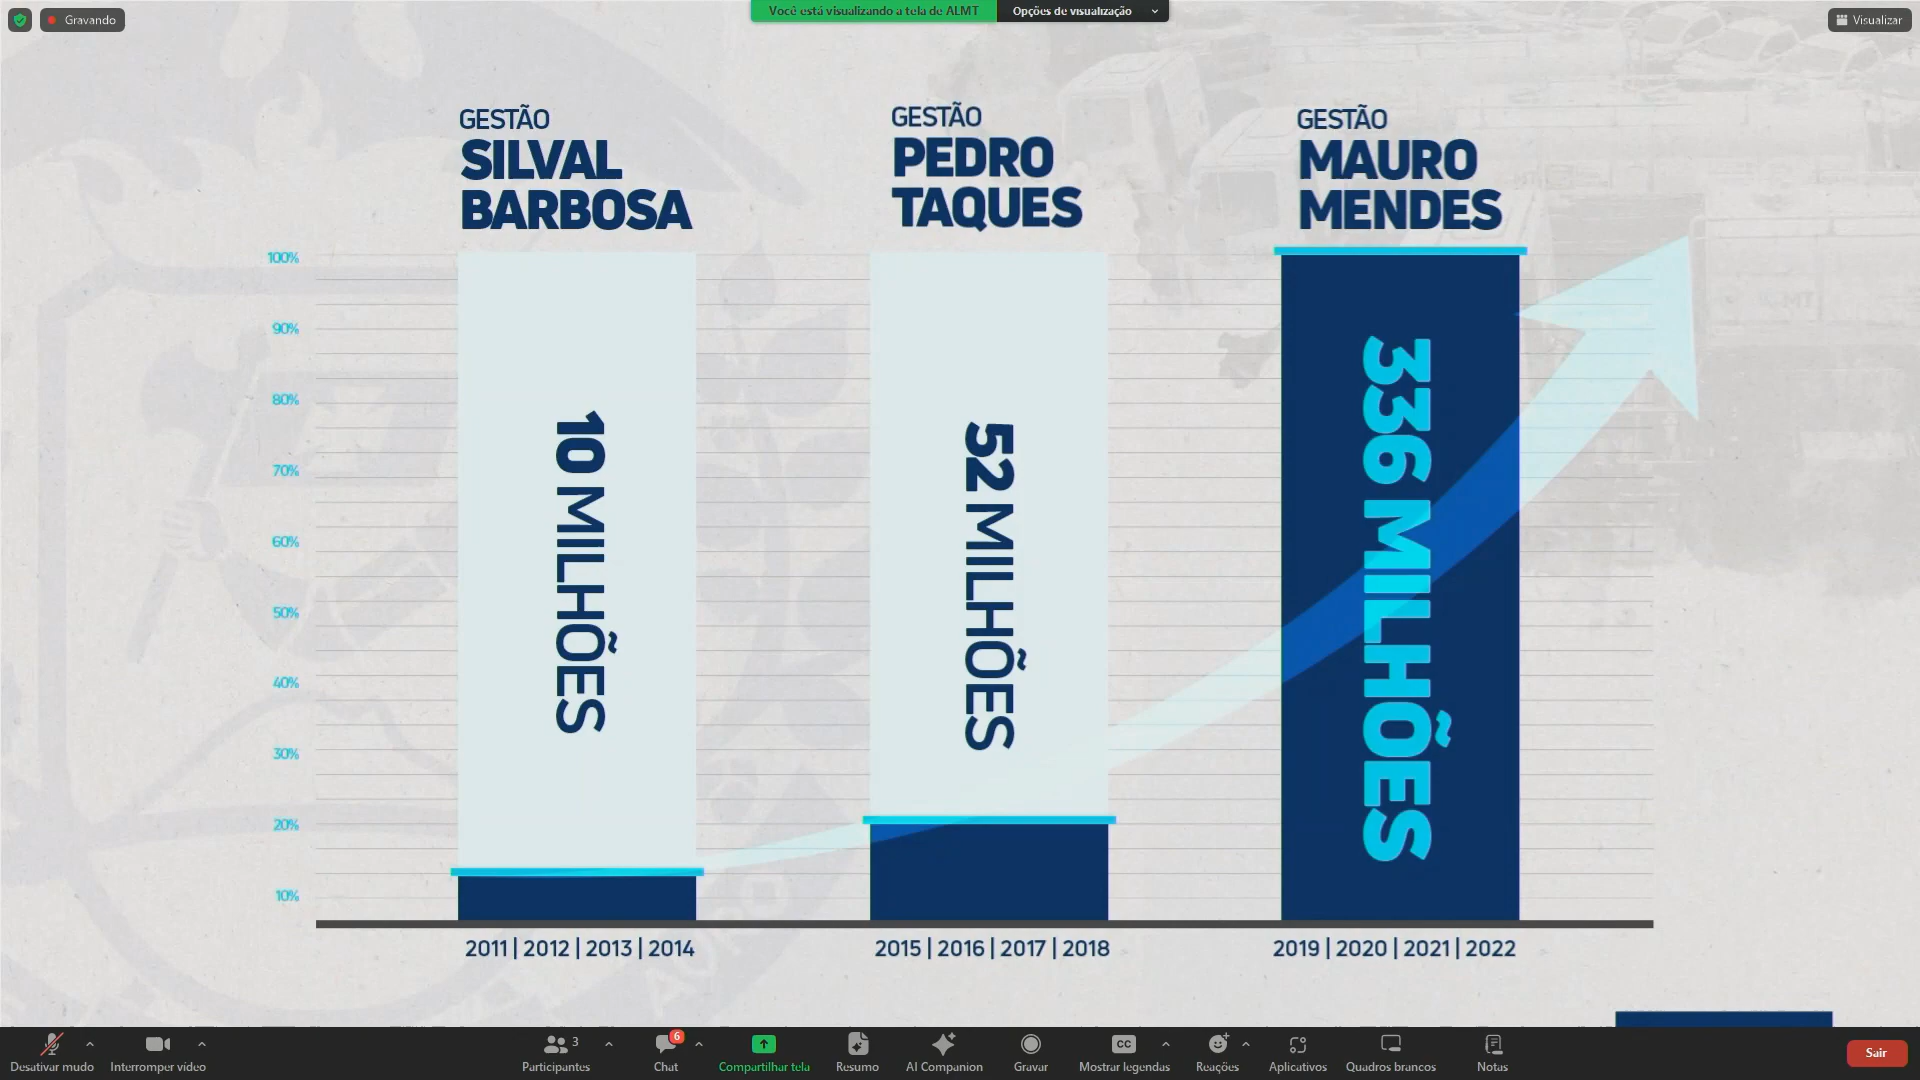 Gravando
Você está visualizando a tela de ALMT
Opções de visualização
Visualizar
GESTÃO
SILVAL
BARBOSA
GESTÃO
PEDRO
TAQUES
GESTÃO
MAURO
MENDES
100%
90%
80%
70%
60%
50%
40%
30%
20%
10%
10 MILHÕES
52 MILHÕES
336 MILHÕES
2011 | 2012 | 2013 | 2014
2015 | 2016 | 2017 | 2018
2019 | 2020 | 2021 | 2022
Desativar mudo
Interromper vídeo
3
Participantes
6
Chat
Compartilhar tela
Resumo
AI Companion
Gravar
CC
Mostrar legendas
Reações
Aplicativos
Quadros brancos
Notas
Sair